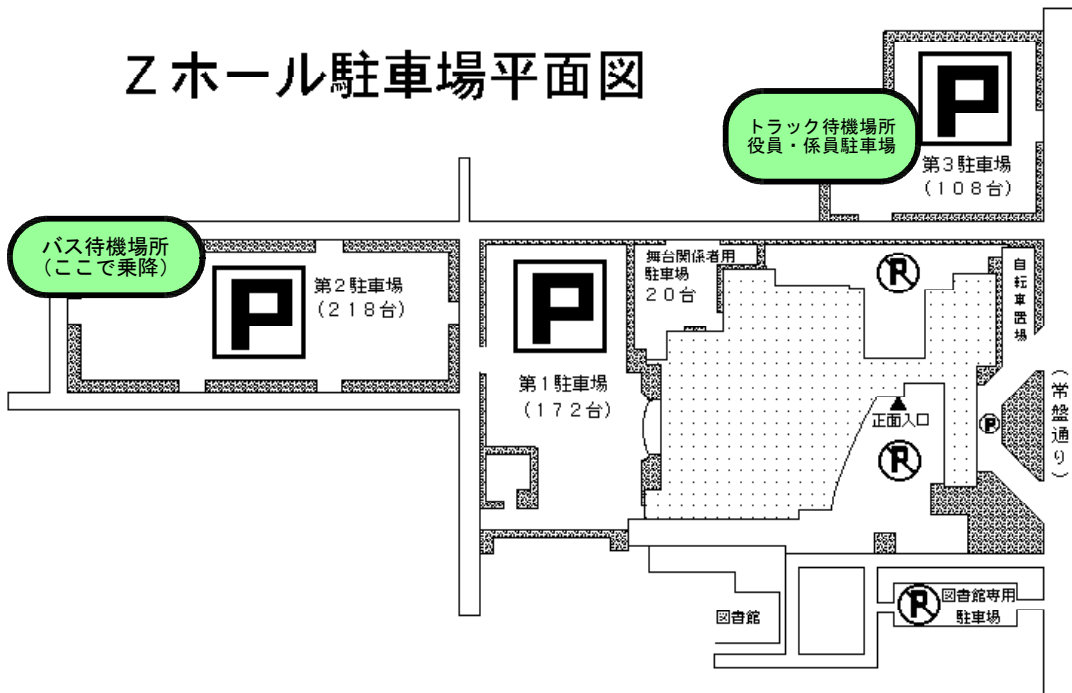 Zホール駐車場平面図
トラック待機場所
役員・係員駐車場
P
第3駐車場
(108台)
バス待機場所
(ここで乗降)
P
第2駐車場
(218台)
P
第1駐車場
(172台)
舞台関係者用
駐車場
20台
P
自転車置場
正面入口
P
P
(常盤通り)
図書館
P
図書館専用
駐車場